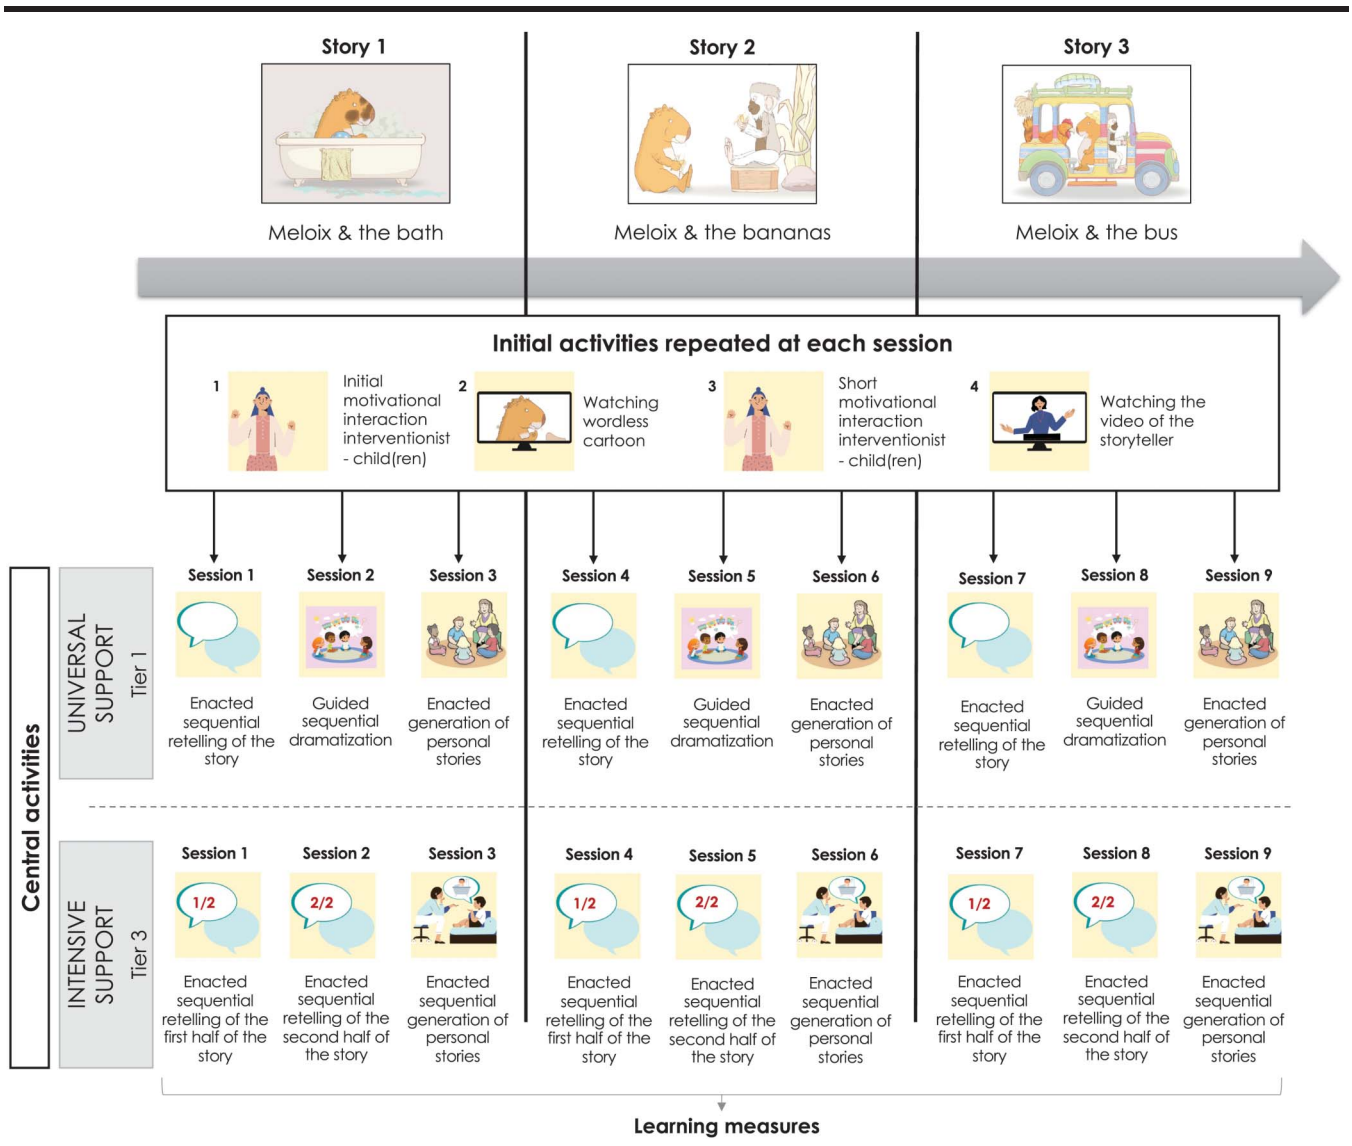 Story 1
Story 2
Story 3
Meloix & the bath
Meloix & the bananas
Meloix & the bus
Initial activities repeated at each session
1
Initial
motivational
interaction
interventionist
- child(ren)
2
Watching
wordless
cartoon
3
Short
motivational
interaction
interventionist
- child(ren)
4
Watching the
video of the
storyteller
Central activities
UNIVERSAL
SUPPORT
Tier 1
Session 1
Enacted
sequential
retelling of the
story
Session 2
Guided
sequential
dramatization
Session 3
Enacted
generation of
personal
stories
Session 4
Enacted
sequential
retelling of the
story
Session 5
Guided
sequential
dramatization
Session 6
Enacted
generation of
personal
stories
Session 7
Enacted
sequential
retelling of the
story
Session 8
Guided
sequential
dramatization
Session 9
Enacted
generation of
personal
stories
INTENSIVE
SUPPORT
Tier 3
Session 1
1/2
Enacted
sequential
retelling of the
first half of the
story
Session 2
2/2
Enacted
sequential
retelling of the
second half of
the story
Session 3
Enacted
sequential
generation of
personal
stories
Session 4
1/2
Enacted
sequential
retelling of the
first half of the
story
Session 5
2/2
Enacted
sequential
retelling of the
second half of
the story
Session 6
Enacted
sequential
generation of
personal
stories
Session 7
1/2
Enacted
sequential
retelling of the
first half of the
story
Session 8
2/2
Enacted
sequential
retelling of the
second half of
the story
Session 9
Enacted
sequential
generation of
personal
stories
Learning measures